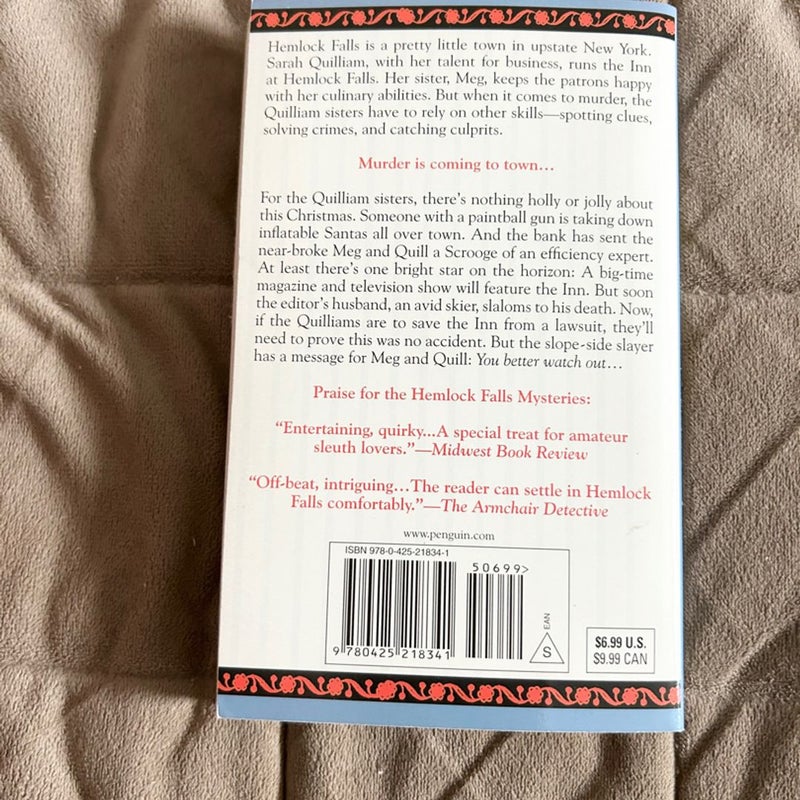 Hemlock Falls is a pretty little town in upstate New York.
Sarah Quilliam, with her talent for business, runs the Inn
at Hemlock Falls. Her sister, Meg, keeps the patrons happy
with her culinary abilities. But when it comes to murder, the
Quilliam sisters have to rely on other skills—spotting clues,
solving crimes, and catching culprits.
Murder is coming to town…
For the Quilliam sisters, there's nothing holly or jolly about
this Christmas. Someone with a paintball gun is taking down
inflatable Santas all over town. And the bank has sent the
near-broke Meg and Quill a Scrooge of an efficiency expert.
At least there's one bright star on the horizon: A big-time
magazine and television show will feature the Inn. But soon
the editor's husband, an avid skier, slaloms to his death. Now,
if the Quilliams are to save the Inn from a lawsuit, they'll
need to prove this was no accident. But the slope-side slayer
has a message for Meg and Quill: You better watch out…
Praise for the Hemlock Falls Mysteries:
"Entertaining, quirky...A special treat for amateur
sleuth lovers."—Midwest Book Review
"Off-beat, intriguing…The reader can settle in Hemlock
Falls comfortably."—The Armchair Detective
www.penguin.com
ISBN 978-0-425-21834-1
50699>
9 780425 218341
EAN
S
$6.99 U.S.
$9.99 CAN